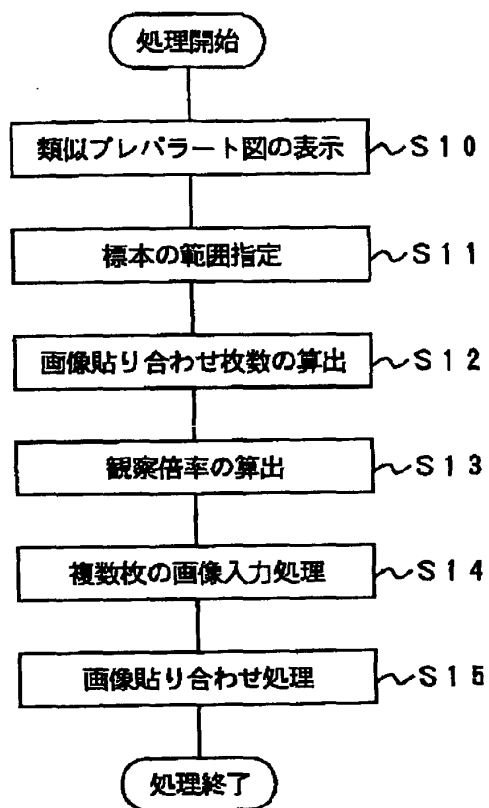 処理開始
類似プレパラート図の表示 S10
標本の範囲指定 S11
画像貼り合わせ枚数の算出 S12
観察倍率の算出 S13
複数枚の画像入力処理 S14
画像貼り合わせ処理 S15
処理終了